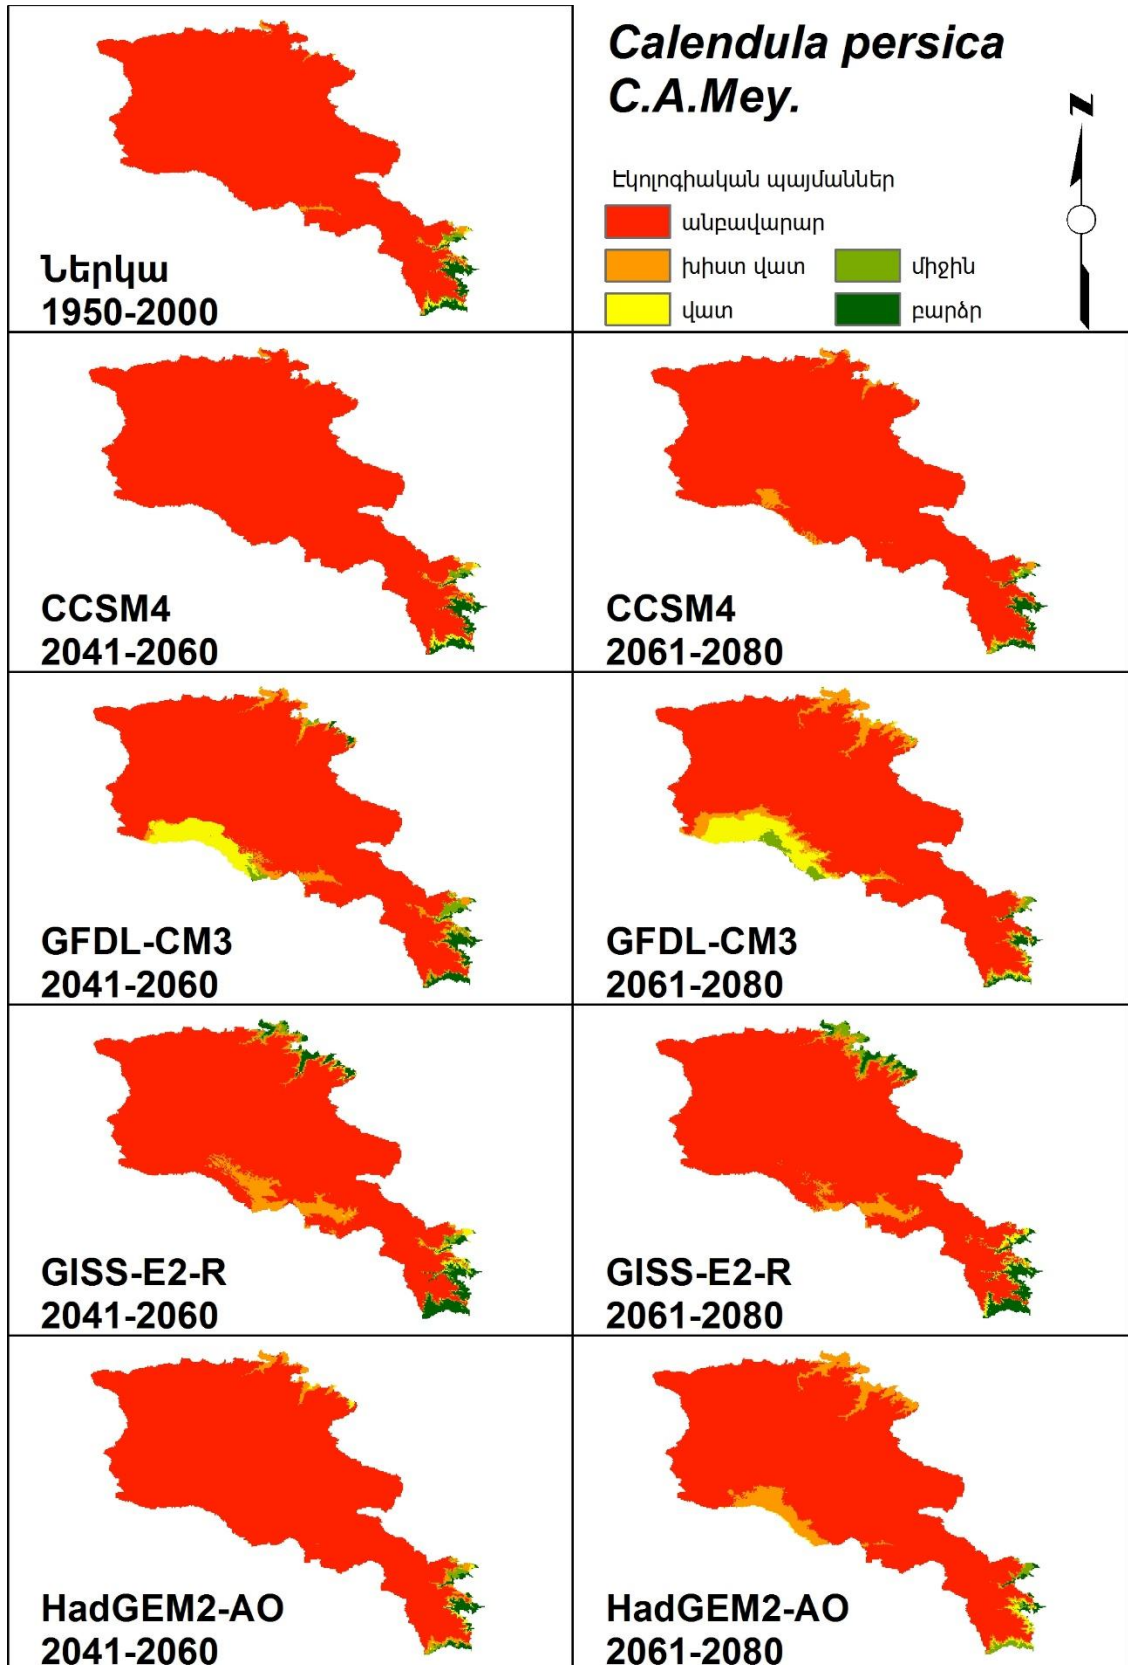 Calendula persica
C.A.Mey.
N
Էկոլոգիական պայմաններ
անբավարար
խիստ վատ
միջին
վատ
բարձր
Ներկա
1950-2000
CCSM4
2041-2060
CCSM4
2061-2080
GFDL-CM3
2041-2060
GFDL-CM3
2061-2080
GISS-E2-R
2041-2060
GISS-E2-R
2061-2080
HadGEM2-AO
2041-2060
HadGEM2-AO
2061-2080